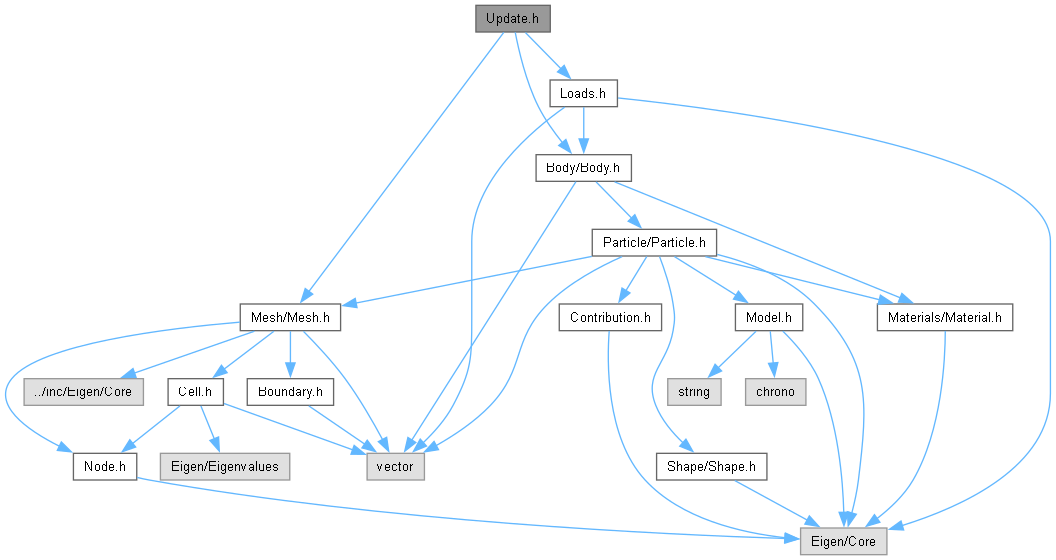 Update.h
Loads.h
Body/Body.h
Particle/Particle.h
Mesh/Mesh.h
Contribution.h
Model.h
Materials/Material.h
../inc/Eigen/Core
Cell.h
Boundary.h
string
chrono
Node.h
Eigen/Eigenvalues
vector
Shape/Shape.h
Eigen/Core